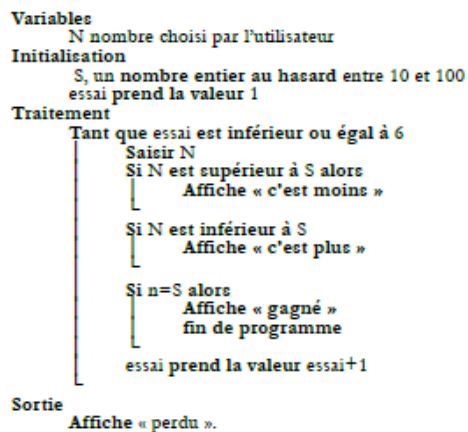 Variables
N nombre choisi par l'utilisateur
Initialisation
S, un nombre entier au hasard entre 10 et 100
essai prend la valeur 1
Traitement
Tant que essai est inférieur ou égal à 6
Saisir N
Si N est supérieur à S alors
Affiche « c'est moins »
Si N est inférieur à S
Affiche « c'est plus »
Si n=S alors
Affiche « gagné »
fin de programme
essai prend la valeur essai+1
Sortie
Affiche « perdu ».